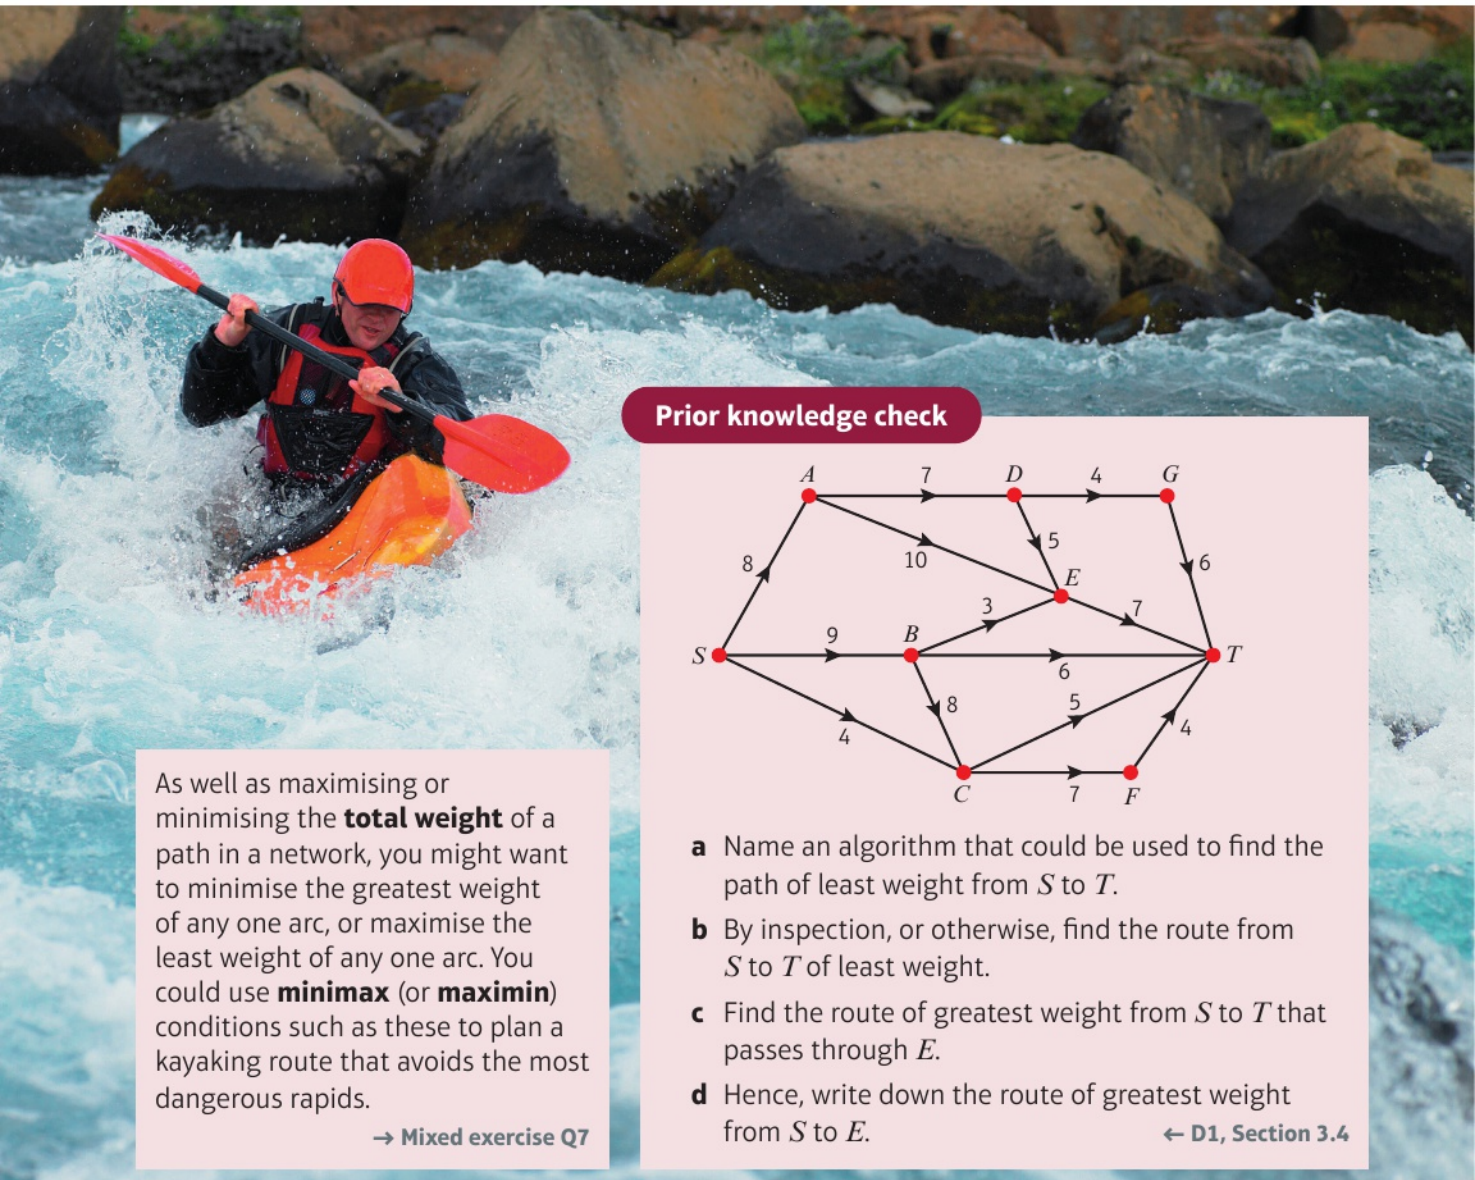 Prior knowledge check
A 7 D 4 G
8 10 5 E 6
3 7
S 9 B 6 T
4 8 5 4
C 7 F
As well as maximising or
minimising the total weight of a
path in a network, you might want
to minimise the greatest weight
of any one arc, or maximise the
least weight of any one arc. You
could use minimax (or maximin)
conditions such as these to plan a
kayaking route that avoids the most
dangerous rapids.
→ Mixed exercise Q7
a Name an algorithm that could be used to find the
path of least weight from S to T.
b By inspection, or otherwise, find the route from
S to T of least weight.
c Find the route of greatest weight from S to T that
passes through E.
d Hence, write down the route of greatest weight
from S to E.
← D1, Section 3.4